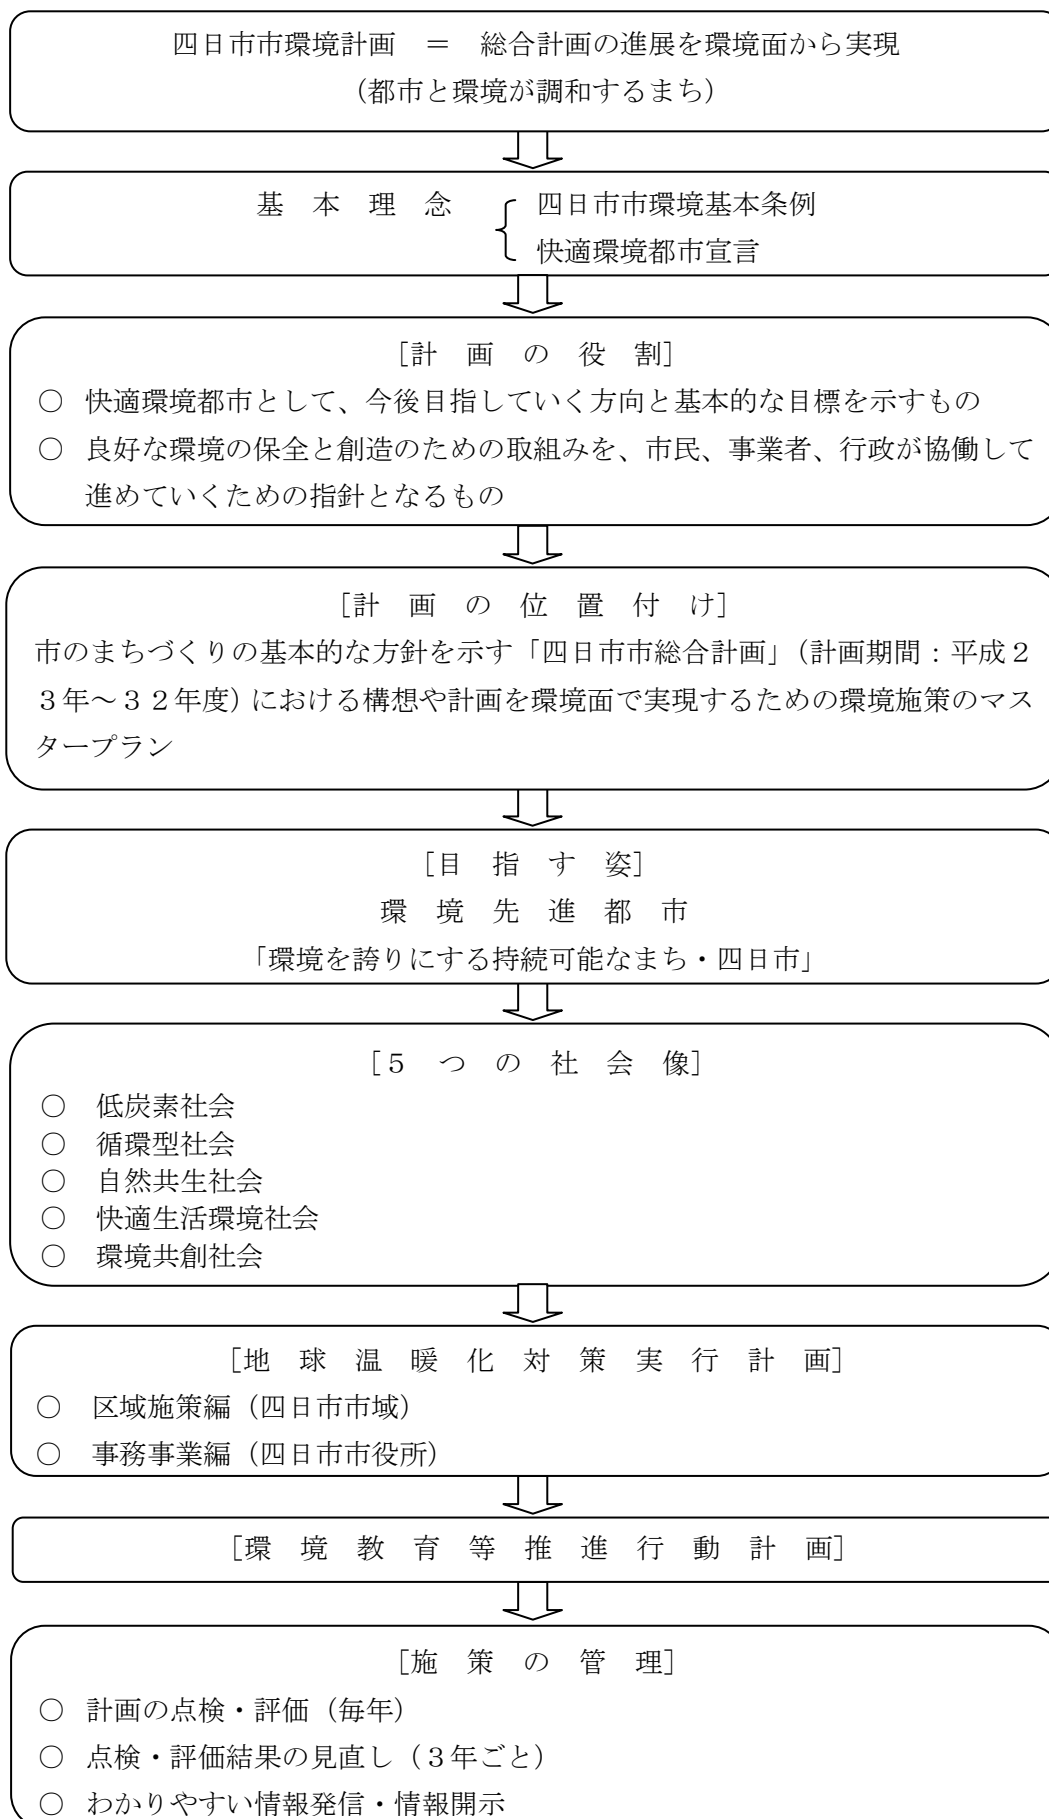 四日市市環境計画　＝　総合計画の進展を環境面から実現
（都市と環境が調和するまち）
基　本　理　念　四日市市環境基本条例
快適環境都市宣言
［計　画　の　役　割］
○　快適環境都市として、今後目指していく方向と基本的な目標を示すもの
○　良好な環境の保全と創造のための取組みを、市民、事業者、行政が協働して
進めていくための指針となるもの
［計　画　の　位　置　付　け］
市のまちづくりの基本的な方針を示す「四日市市総合計画」（計画期間：平成２
３年～３２年度）における構想や計画を環境面で実現するための環境施策のマス
タープラン
［目　指　す　姿］
環　境　先　進　都　市
「環境を誇りにする持続可能なまち・四日市」
［５　つ　の　社　会　像］
○　低炭素社会
○　循環型社会
○　自然共生社会
○　快適生活環境社会
○　環境共創社会
［地　球　温　暖　化　対　策　実　行　計　画］
○　区域施策編（四日市市域）
○　事務事業編（四日市市役所）
［環　境　教　育　等　推　進　行　動　計　画］
［施　策　の　管　理］
○　計画の点検・評価（毎年）
○　点検・評価結果の見直し（３年ごと）
○　わかりやすい情報発信・情報開示